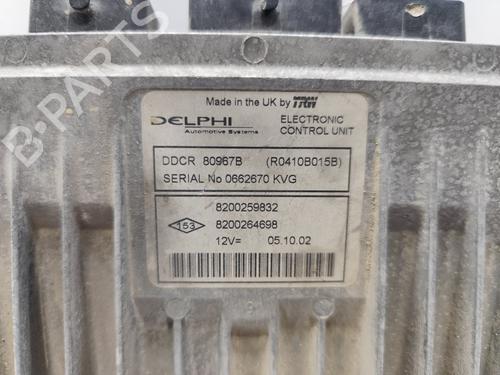 B-PARTS
Made in the UK by TRW
DELPHI
Automotive Systems
ELECTRONIC
CONTROL UNIT
DDCR 80967B (R0410B015B)
SERIAL No 0662670 KVG
8200259832
153
8200264698
12V= 05.10.02